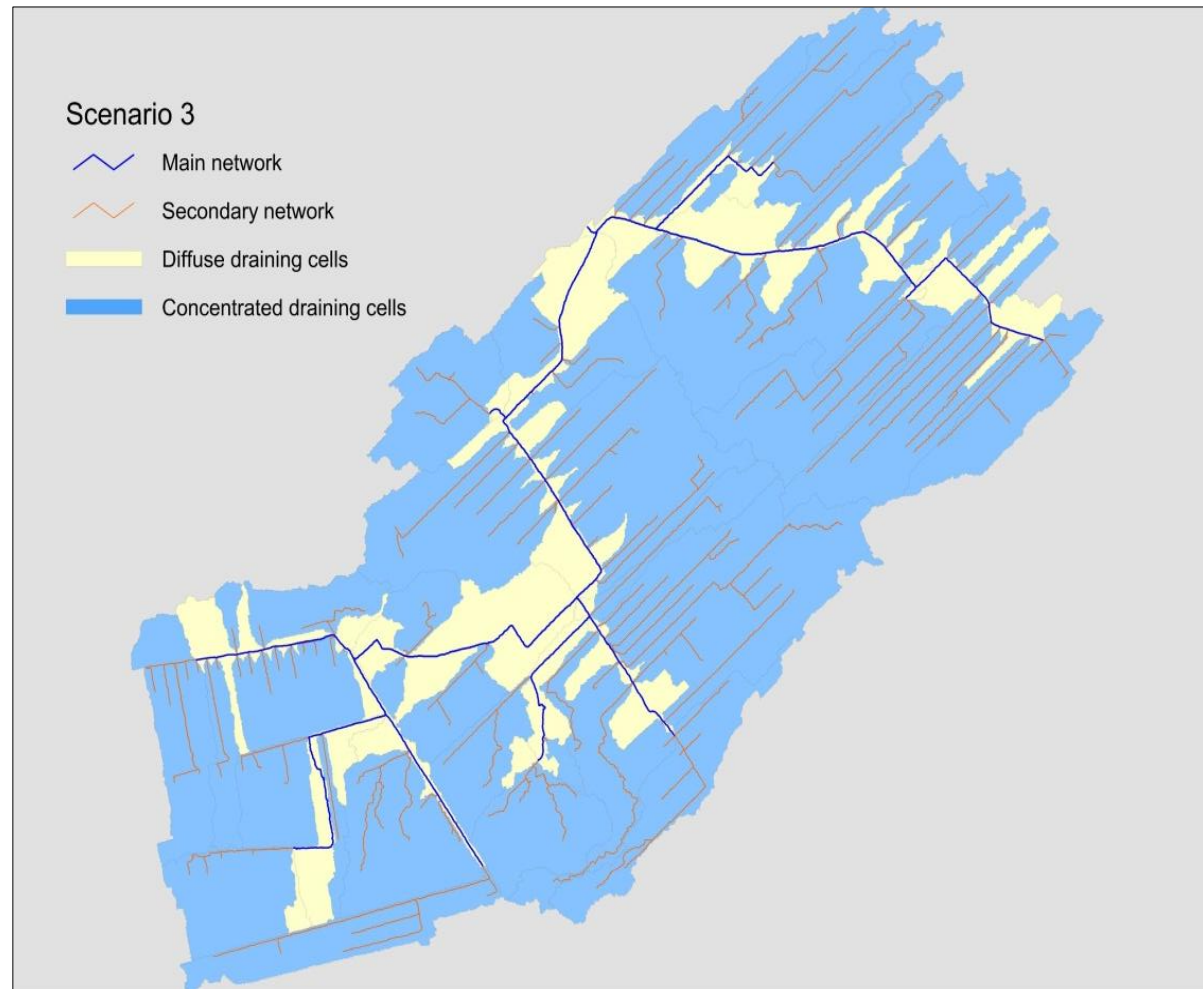 Scenario 3
Main network
Secondary network
Diffuse draining cells
Concentrated draining cells